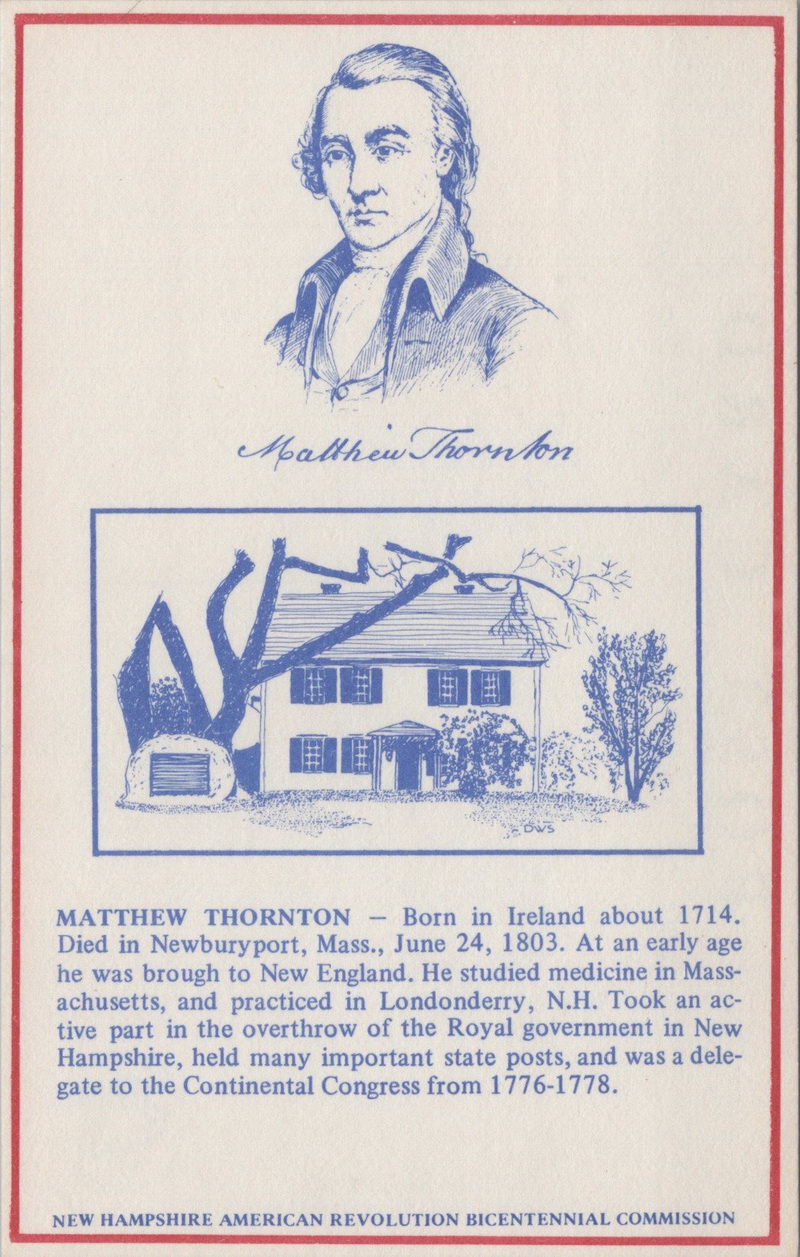 Matthew Thornton
DWS
MATTHEW THORNTON — Born in Ireland about 1714.
Died in Newburyport, Mass., June 24, 1803. At an early age
he was brough to New England. He studied medicine in Mass-
achusetts, and practiced in Londonderry, N.H. Took an ac-
tive part in the overthrow of the Royal government in New
Hampshire, held many important state posts, and was a dele-
gate to the Continental Congress from 1776-1778.
NEW HAMPSHIRE AMERICAN REVOLUTION BICENTENNIAL COMMISSION